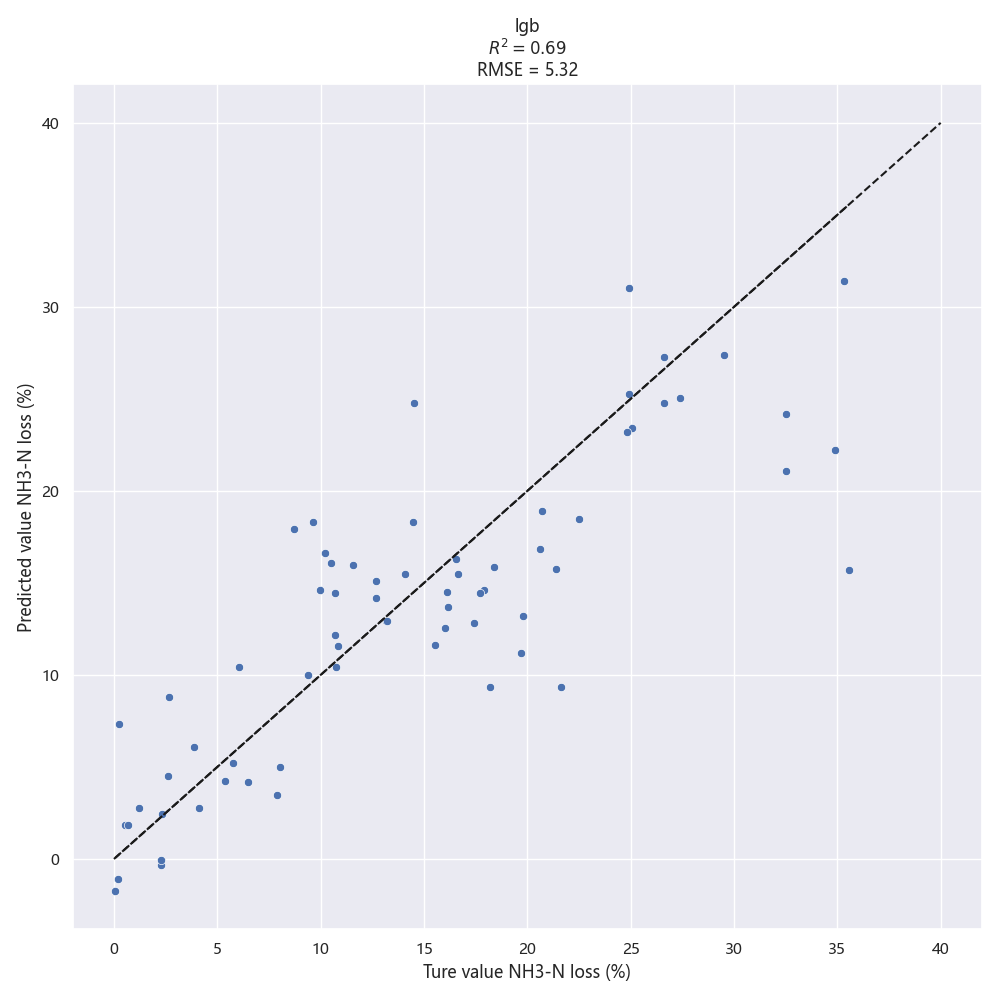 lgb
R² = 0.69
RMSE = 5.32
40
30
20
10
0
Predicted value NH3-N loss (%)
0 5 10 15 20 25 30 35 40
Ture value NH3-N loss (%)